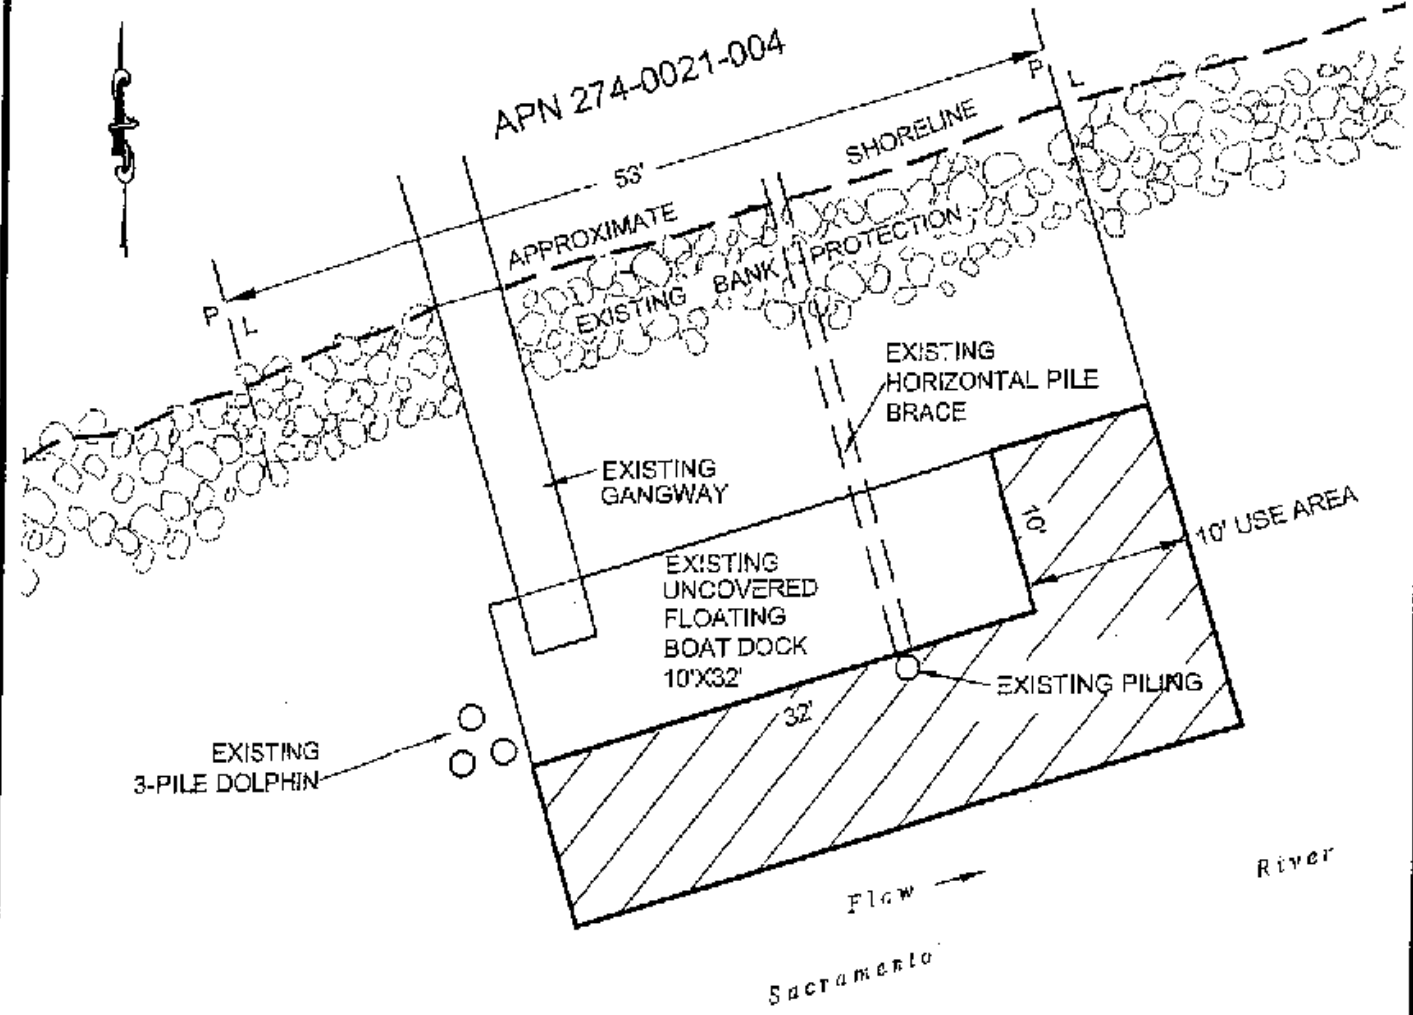 APN 274-0021-004
P L
53'
SHORELINE
APPROXIMATE
P L
EXISTING BANK PROTECTION
EXISTING
HORIZONTAL PILE
BRACE
EXISTING
GANGWAY
10'
10' USE AREA
EXISTING
UNCOVERED
FLOATING
BOAT DOCK
10'X32'
EXISTING PILING
32'
EXISTING
3-PILE DOLPHIN
Flow
River
Sacramento